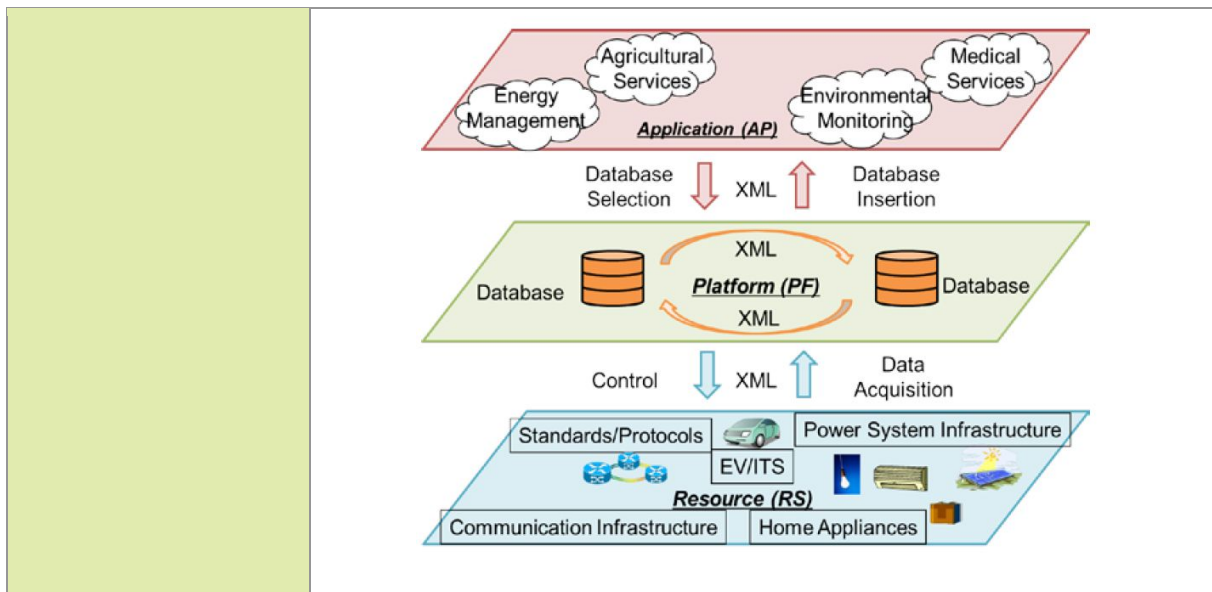 Agricultural
Services
Medical
Services
Energy
Management
Environmental
Monitoring
Application (AP)
Database
Selection
XML
Database
Insertion
XML
Database
Platform (PF)
Database
XML
Control
XML
Data
Acquisition
Standards/Protocols
Power System Infrastructure
EV/ITS
Resource (RS)
Communication Infrastructure
Home Appliances